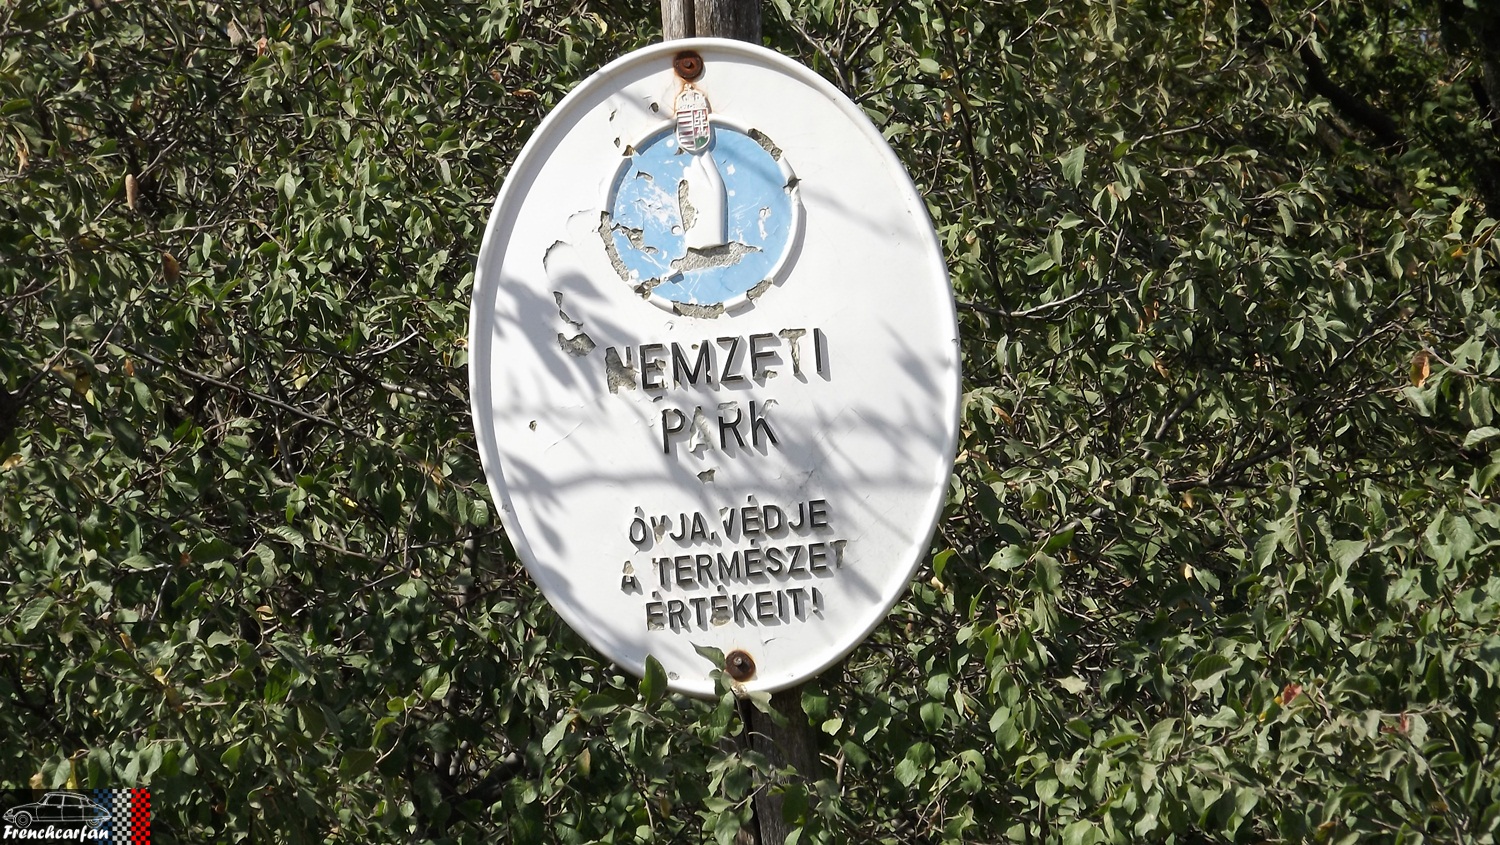 NEMZETI
PARK
ÓVJA, VÉDJE
A TERMÉSZET
ÉRTÉKEIT!
Frenchcarfan